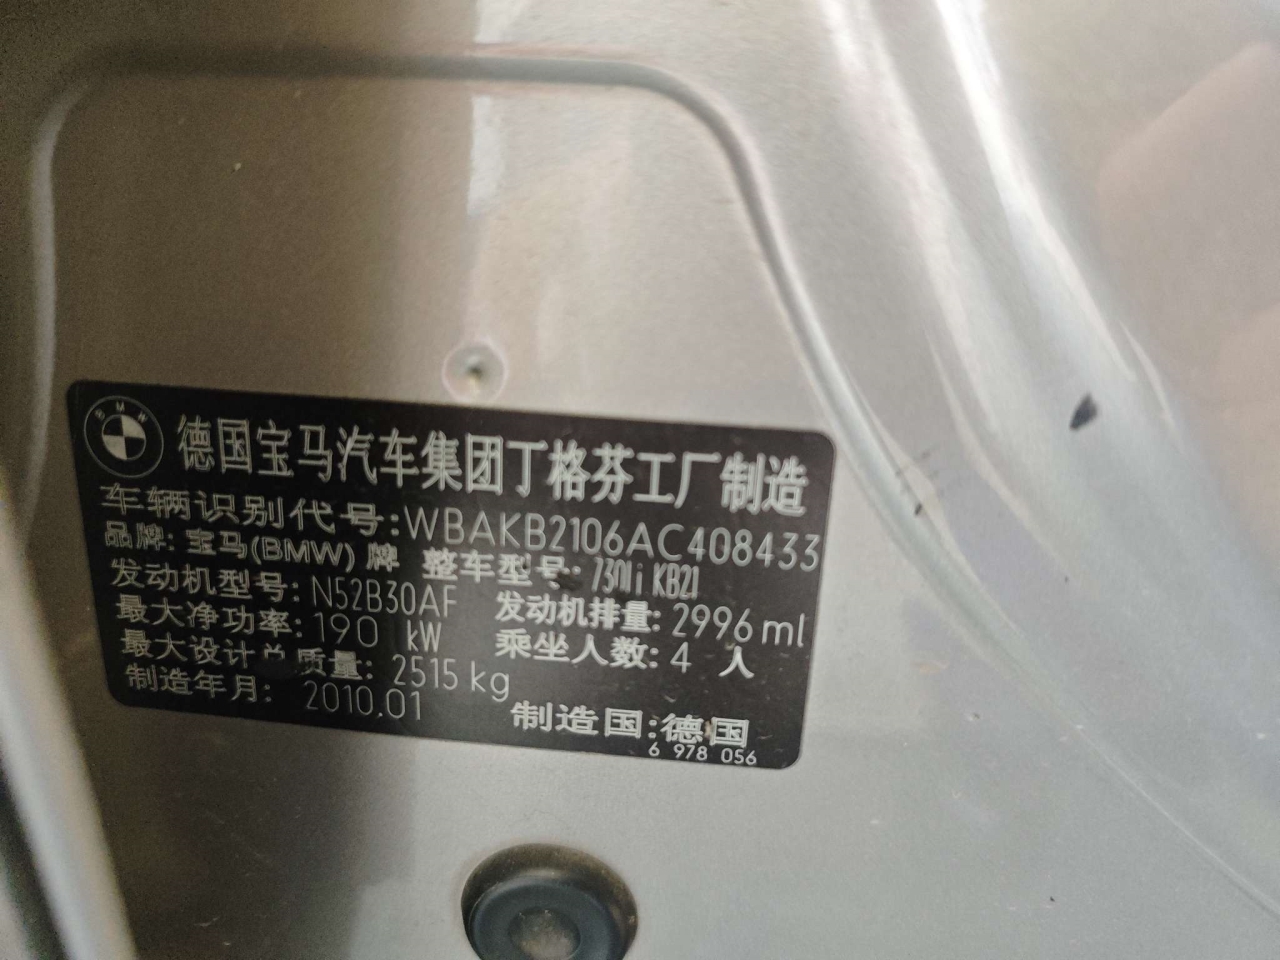 BMW
德国宝马汽车集团丁格芬工厂制造
车辆识别代号:WBAKB2106AC408433
品牌: 宝马(BMW) 牌 整车型号: 730Li KB21
发动机型号: N52B30AF 发动机排量: 2996 ml
最大净功率: 190 kW 乘坐人数: 4 人
最大设计总质量: 2515 kg
制造年月: 2010.01 制造国:德国
6 978 056